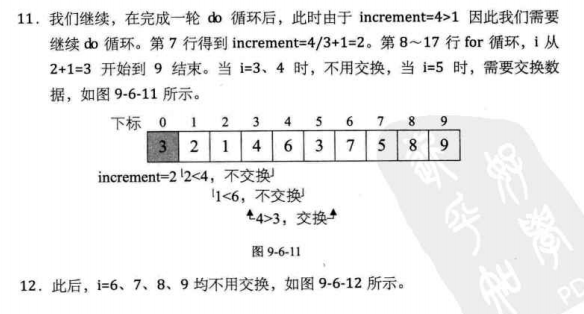 11. 我们继续，在完成一轮 do 循环后，此时由于 increment=4>1 因此我们需要
继续 do 循环。第 7 行得到 increment=4/3+1=2。第 8～17 行 for 循环，i 从
2+1=3 开始到 9 结束。当 i=3、4 时，不用交换，当 i=5 时，需要交换数
据，如图 9-6-11 所示。
下标 0 1 2 3 4 5 6 7 8 9
3 2 1 4 6 3 7 5 8 9
increment=2 2<4，不交换
1<6，不交换
4>3，交换
图 9-6-11
12. 此后，i=6、7、8、9 均不用交换，如图 9-6-12 所示。
PD